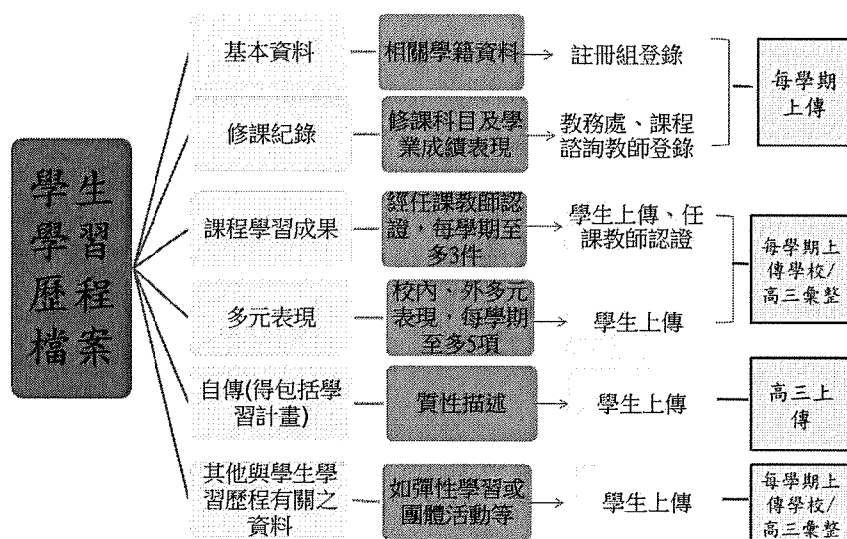 學生
學習
歷程
檔案
基本資料
相關學籍資料
註冊組登錄
每學期
上傳
修課紀錄
修課科目及學
業成績表現
教務處、課程
諮詢教師登錄
課程學習成果
經任課教師認
證，每學期至
多3件
學生上傳、任
課教師認證
每學期上
傳學校/
高三彙整
多元表現
校內、外多元
表現，每學期
至多5項
學生上傳
自傳(得包括學
習計畫)
質性描述
學生上傳
高三上
傳
其他與學生學
習歷程有關之
資料
如彈性學習或
團體活動等
學生上傳
每學期上
傳學校/
高三彙整